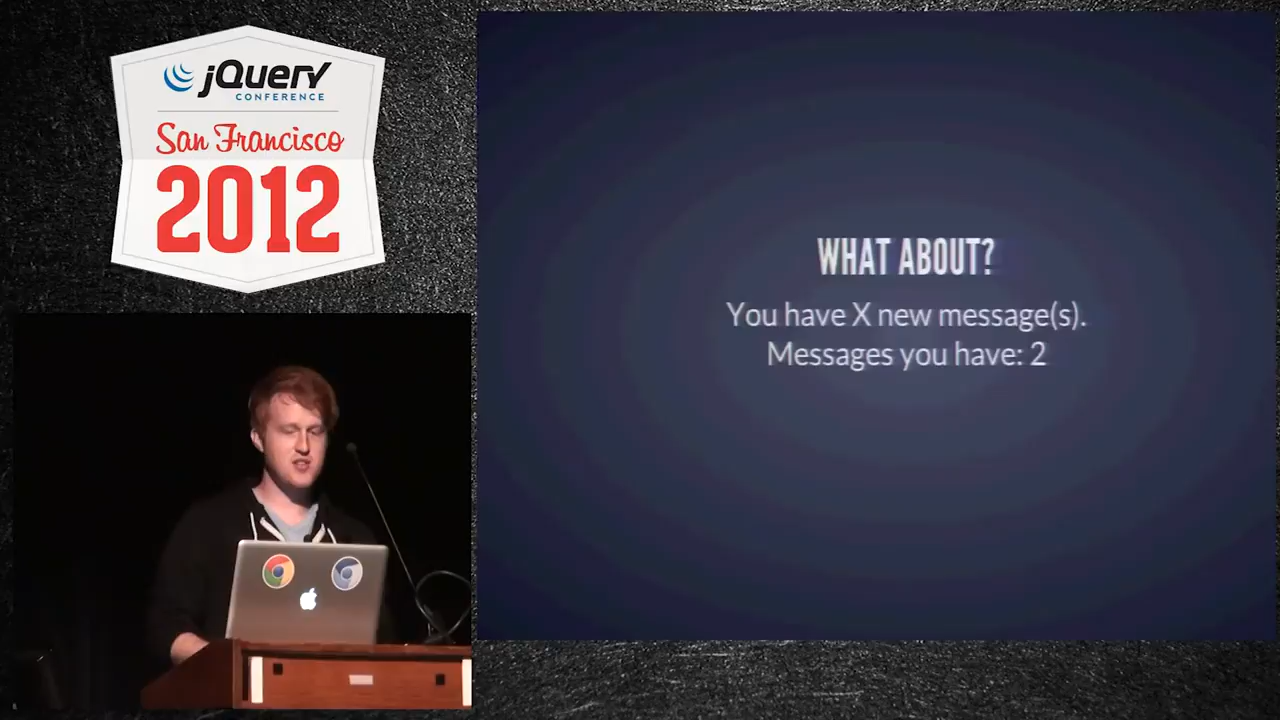 jQuery
CONFERENCE
San Francisco
2012
WHAT ABOUT?
You have X new message(s).
Messages you have: 2